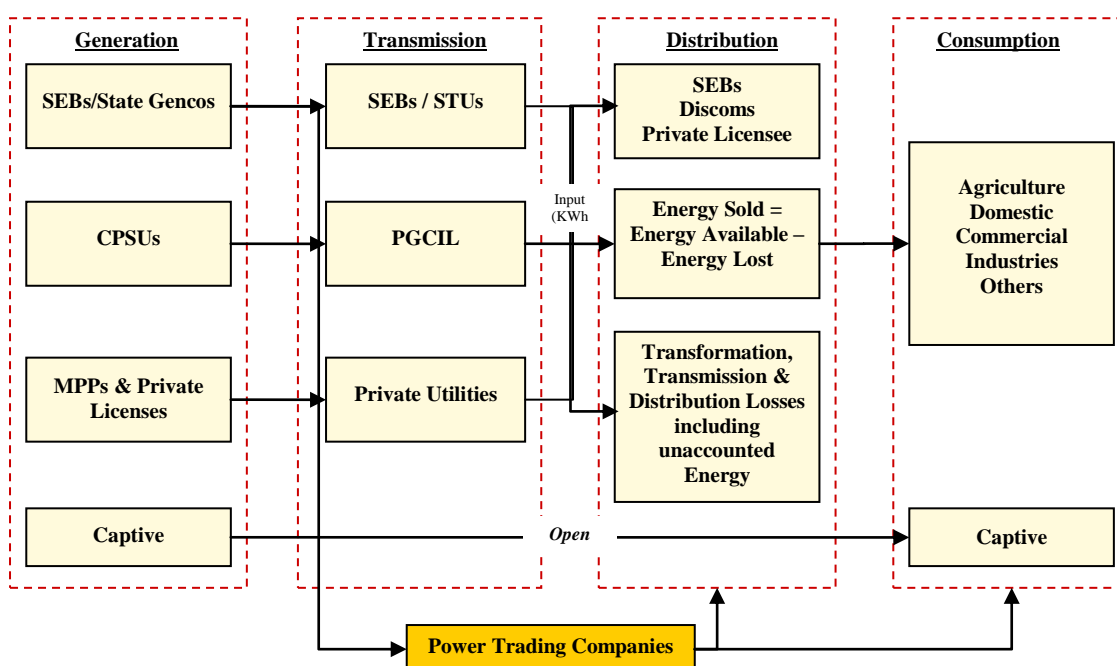 Generation
SEBs/State Gencos
CPSUs
MPPs & Private
Licenses
Captive
Transmission
SEBs / STUs
PGCIL
Private Utilities
Input
(KWh
Open
Distribution
SEBs
Discoms
Private Licensee
Energy Sold =
Energy Available –
Energy Lost
Transformation,
Transmission &
Distribution Losses
including
unaccounted
Energy
Consumption
Agriculture
Domestic
Commercial
Industries
Others
Captive
Power Trading Companies